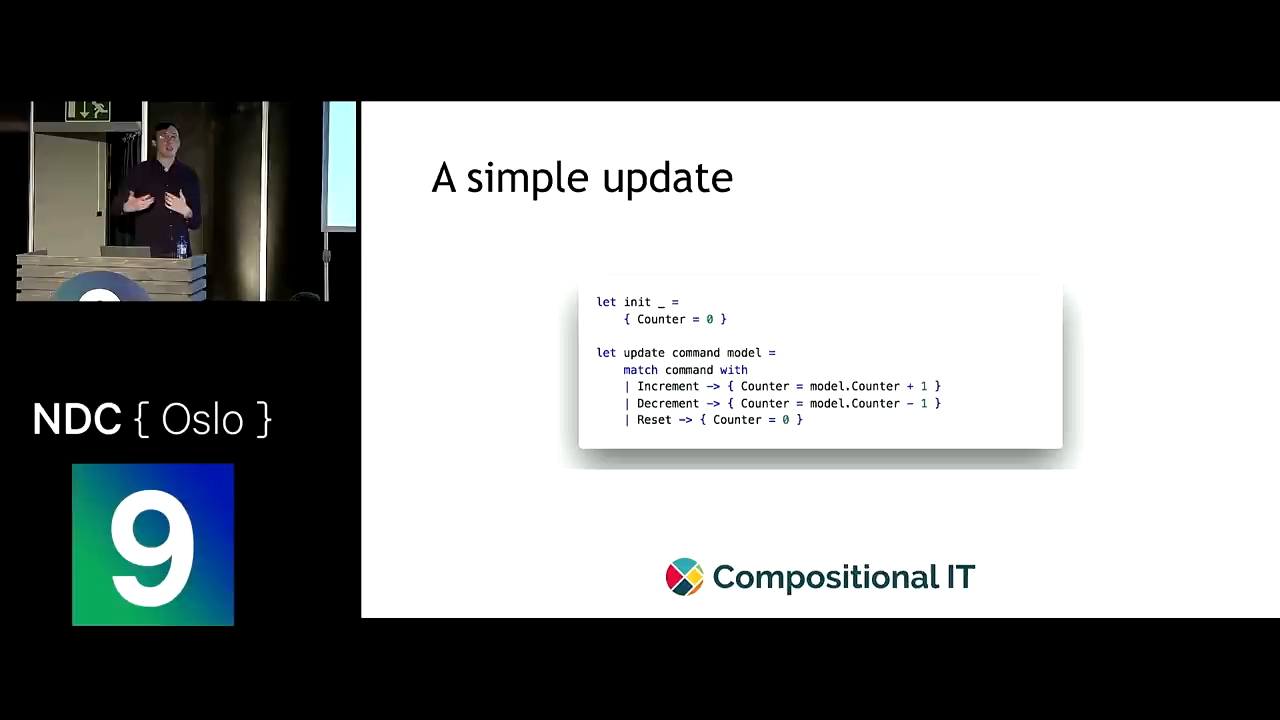 A simple update
let init _ =
{ Counter = 0 }
let update command model =
match command with
| Increment -> { Counter = model.Counter + 1 }
| Decrement -> { Counter = model.Counter - 1 }
| Reset -> { Counter = 0 }
NDC { Oslo }
9
Compositional IT